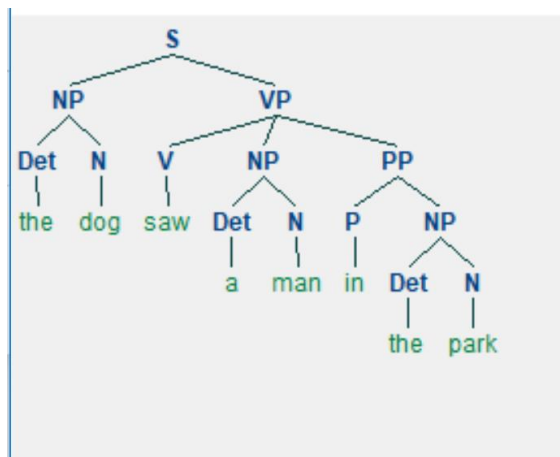 S
NP VP
Det N V NP PP
the dog saw Det N P NP
a man in Det N
the park